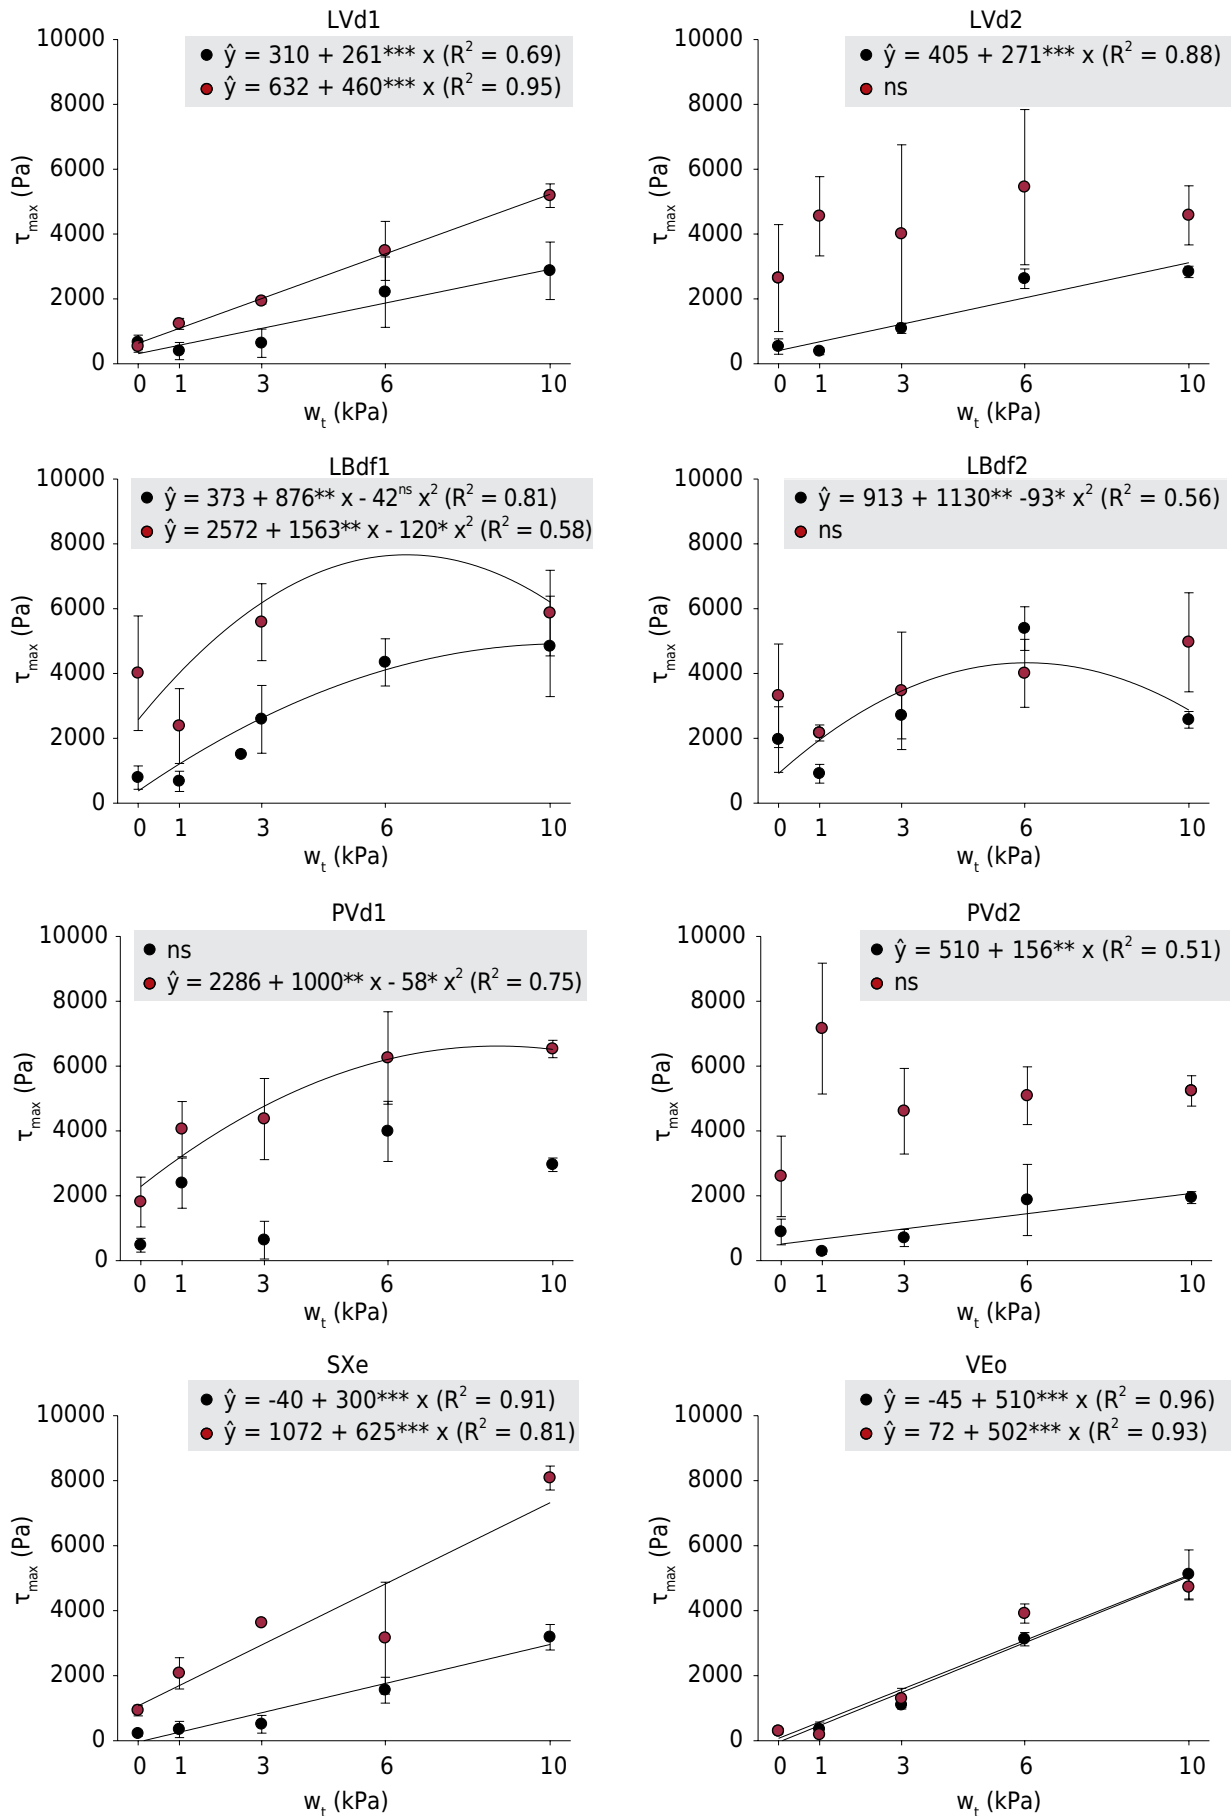 LVd1
ŷ = 310 + 261*** x (R² = 0.69)
ŷ = 632 + 460*** x (R² = 0.95)
10000
8000
6000
4000
2000
0
τmax (Pa)
0 1 3 6 10
wt (kPa)
LVd2
ŷ = 405 + 271*** x (R² = 0.88)
ns
10000
8000
6000
4000
2000
0
τmax (Pa)
0 1 3 6 10
wt (kPa)
LBdf1
ŷ = 373 + 876** x - 42ns x² (R² = 0.81)
ŷ = 2572 + 1563** x - 120* x² (R² = 0.58)
10000
8000
6000
4000
2000
0
τmax (Pa)
0 1 3 6 10
wt (kPa)
LBdf2
ŷ = 913 + 1130** -93* x² (R² = 0.56)
ns
10000
8000
6000
4000
2000
0
τmax (Pa)
0 1 3 6 10
wt (kPa)
PVd1
ns
ŷ = 2286 + 1000** x - 58* x² (R² = 0.75)
10000
8000
6000
4000
2000
0
τmax (Pa)
0 1 3 6 10
wt (kPa)
PVd2
ŷ = 510 + 156** x (R² = 0.51)
ns
10000
8000
6000
4000
2000
0
τmax (Pa)
0 1 3 6 10
wt (kPa)
SXe
ŷ = -40 + 300*** x (R² = 0.91)
ŷ = 1072 + 625*** x (R² = 0.81)
10000
8000
6000
4000
2000
0
τmax (Pa)
0 1 3 6 10
wt (kPa)
VEo
ŷ = -45 + 510*** x (R² = 0.96)
ŷ = 72 + 502*** x (R² = 0.93)
10000
8000
6000
4000
2000
0
τmax (Pa)
0 1 3 6 10
wt (kPa)